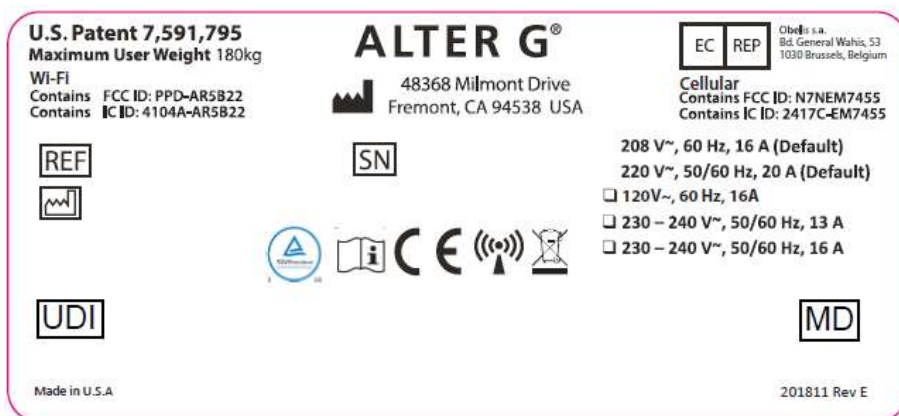 U.S. Patent 7,591,795
Maximum User Weight 180kg
Wi-Fi
Contains FCC ID: PPD-AR5B22
Contains IC ID: 4104A-AR5B22
ALTER G®
48368 Milmont Drive
Fremont, CA 94538 USA
EC REP
Obelis s.a.
Bd. General Wahis, 53
1030 Brussels, Belgium
Cellular
Contains FCC ID: N7NEM7455
Contains IC ID: 2417C-EM7455
REF
SN
208 V~, 60 Hz, 16 A (Default)
220 V~, 50/60 Hz, 20 A (Default)
120V~, 60 Hz, 16A
230 – 240 V~, 50/60 Hz, 13 A
230 – 240 V~, 50/60 Hz, 16 A
i
CE
UDI
MD
Made in U.S.A
201811 Rev E